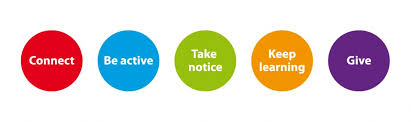 Connect
Be active
Take
notice
Keep
learning
Give